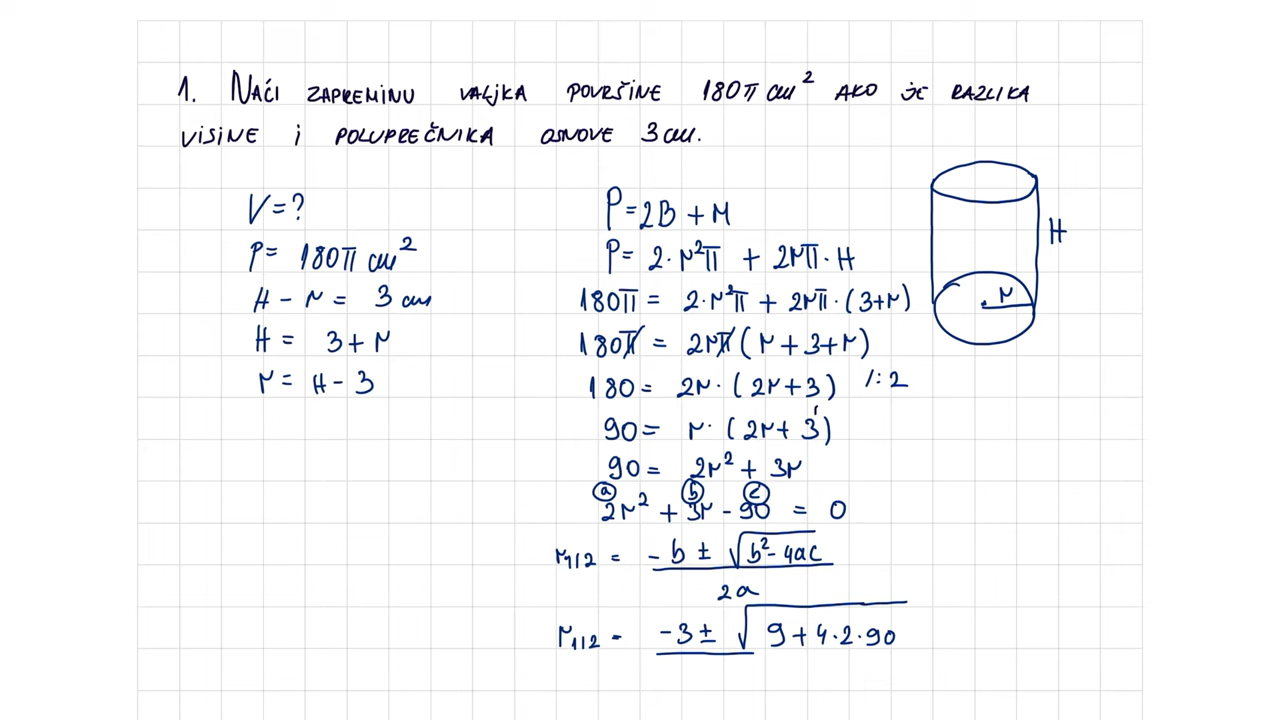 1. NAĆI ZAPREMINU VALJKA POVRŠINE 180π cm² AKO JE RAZLIKA
VISINE i POLUPREČNIKA OSNOVE 3 cm.
V = ?
P = 180π cm²
H - r = 3 cm
H = 3 + r
r = H - 3
P = 2B + M
P = 2·r²π + 2rπ·H
180π = 2·r²π + 2rπ·(3+r)
180π = 2rπ(r + 3 + r)
180 = 2r·(2r+3) /:2
90 = r·(2r+3)
90 = 2r² + 3r
a b c
2r² + 3r - 90 = 0
r1/2 = -b ± √b² - 4ac
2a
r1/2 = -3 ± √9 + 4·2·90
H
r